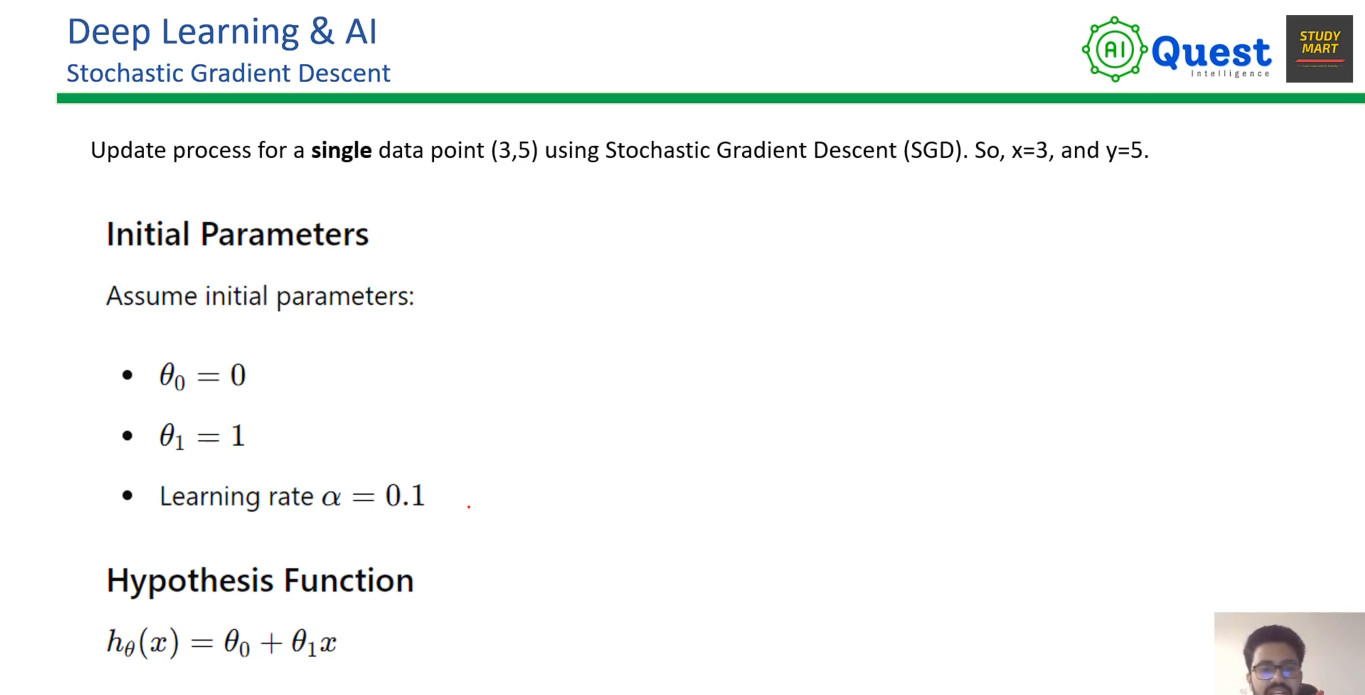 Deep Learning & AI
Stochastic Gradient Descent
AI Quest
Intelligence
STUDY
MART
Update process for a single data point (3,5) using Stochastic Gradient Descent (SGD). So, x=3, and y=5.
Initial Parameters
Assume initial parameters:
• θ₀ = 0
• θ₁ = 1
• Learning rate α = 0.1
Hypothesis Function
hθ(x) = θ₀ + θ₁x